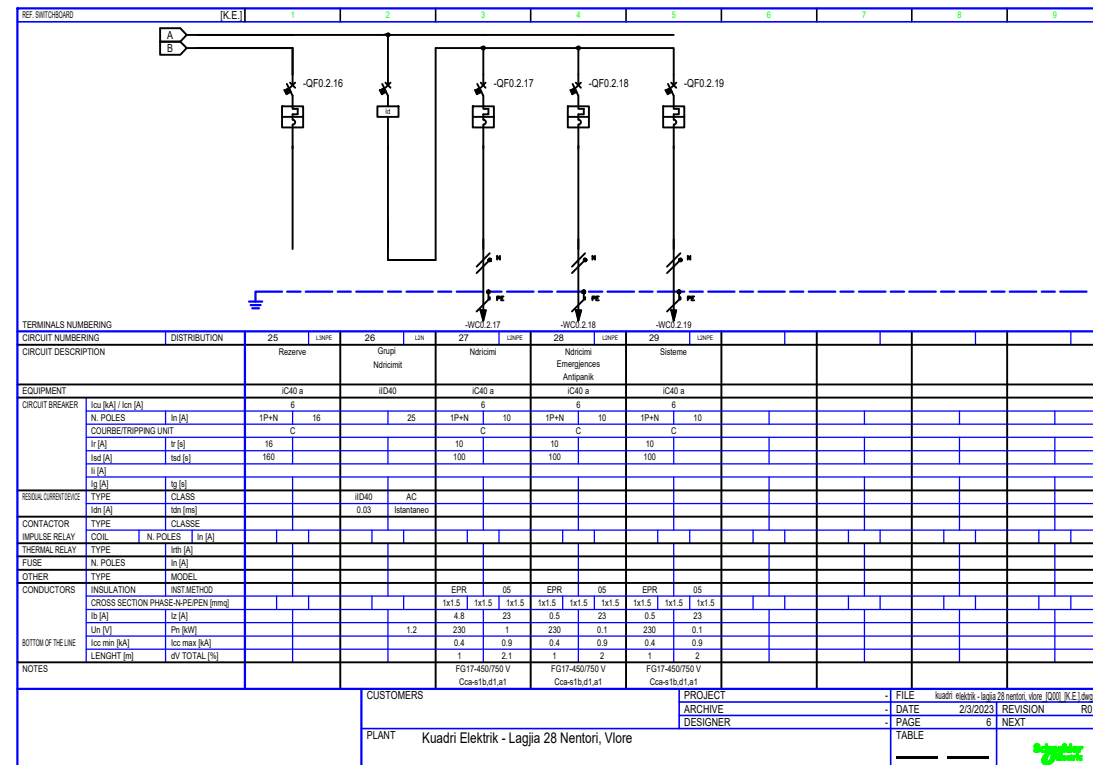 REF. SWITCHBOARD [K.E.] 1 2 3 4 5 6 7 8 9
A
B
-QF0.2.16 -QF0.2.17 -QF0.2.18 -QF0.2.19
Id
N N N
PE PE PE
TERMINALS NUMBERING -WC0.2.17 -WC0.2.18 -WC0.2.19
CIRCUIT NUMBERING DISTRIBUTION 25 L3NPE 26 L2N 27 L2NPE 28 L2NPE 29 L2NPE
CIRCUIT DESCRIPTION Rezerve Grupi Ndricimi Ndricimi Sisteme
Ndricimit Emergjences
Antipanik
EQUIPMENT iC40 a iID40 iC40 a iC40 a iC40 a
CIRCUIT BREAKER Icu [kA] / Icn [A] 6 6 6 6
N. POLES In [A] 1P+N 16 25 1P+N 10 1P+N 10 1P+N 10
COURBE/TRIPPING UNIT C C C C
Ir [A] tr [s] 16 10 10 10
Isd [A] tsd [s] 160 100 100 100
Ii [A]
Ig [A] tg [s]
RESIDUAL CURRENT DEVICE TYPE CLASS iID40 AC
Idn [A] tdn [ms] 0.03 Istantaneo
CONTACTOR TYPE CLASSE
IMPULSE RELAY COIL N. POLES In [A]
THERMAL RELAY TYPE Irth [A]
FUSE N. POLES In [A]
OTHER TYPE MODEL
CONDUCTORS INSULATION INST.METHOD EPR 05 EPR 05 EPR 05
CROSS SECTION PHASE-N-PE/PEN [mmq] 1x1.5 1x1.5 1x1.5 1x1.5 1x1.5 1x1.5 1x1.5 1x1.5 1x1.5
Ib [A] Iz [A] 4.8 23 0.5 23 0.5 23
Un [V] Pn [kW] 1.2 230 1 230 0.1 230 0.1
BOTTOM OF THE LINE Icc min [kA] Icc max [kA] 0.4 0.9 0.4 0.9 0.4 0.9
LENGHT [m] dV TOTAL [%] 1 2.1 1 2 1 2
NOTES FG17-450/750 V FG17-450/750 V FG17-450/750 V
Cca-s1b,d1,a1 Cca-s1b,d1,a1 Cca-s1b,d1,a1
CUSTOMERS PROJECT - FILE kuadri elektrik - lagjia 28 nentori, vlore_[Q00]_[K.E.].dwg
ARCHIVE - DATE 2/3/2023 REVISION R0
DESIGNER - PAGE 6 NEXT
PLANT Kuadri Elektrik - Lagjia 28 Nentori, Vlore TABLE
Schneider
Electric